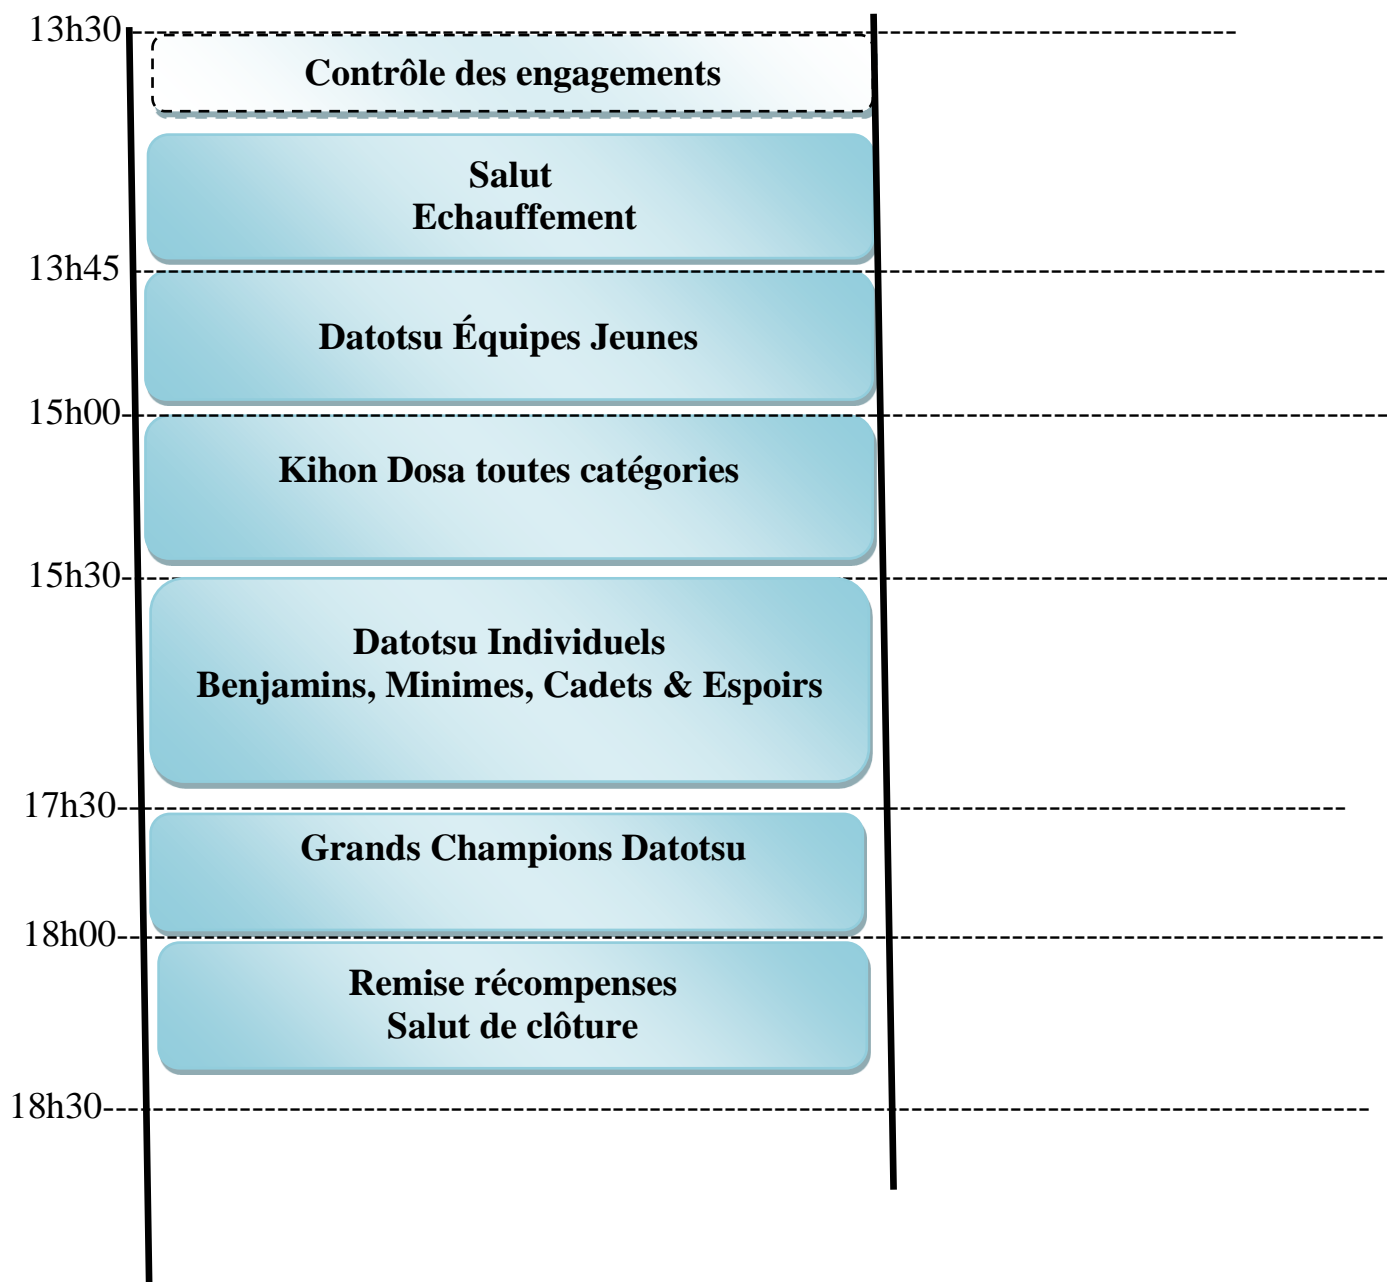 13h30
Contrôle des engagements
Salut
Echauffement
13h45
Datotsu Équipes Jeunes
15h00
Kihon Dosa toutes catégories
15h30
Datotsu Individuels
Benjamins, Minimes, Cadets & Espoirs
17h30
Grands Champions Datotsu
18h00
Remise récompenses
Salut de clôture
18h30